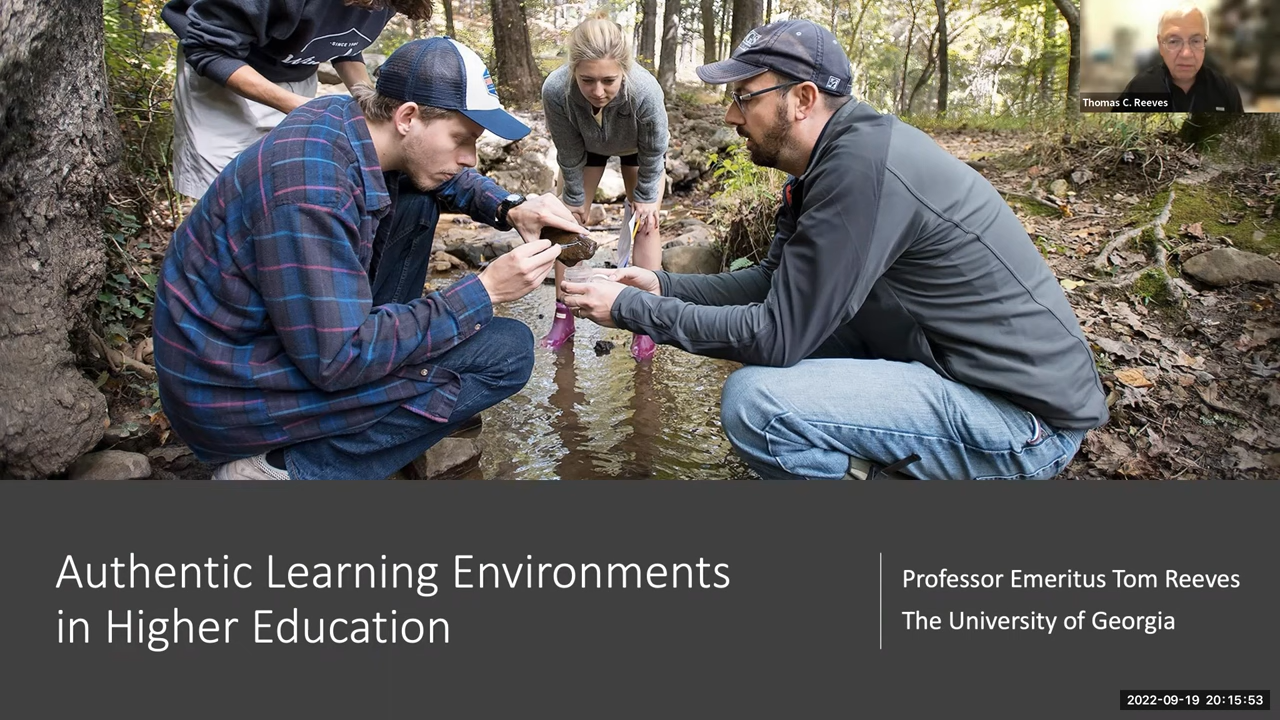 SINCE
Thomas C. Reeves
Authentic Learning Environments
in Higher Education
Professor Emeritus Tom Reeves
The University of Georgia
2022-09-19 20:15:53